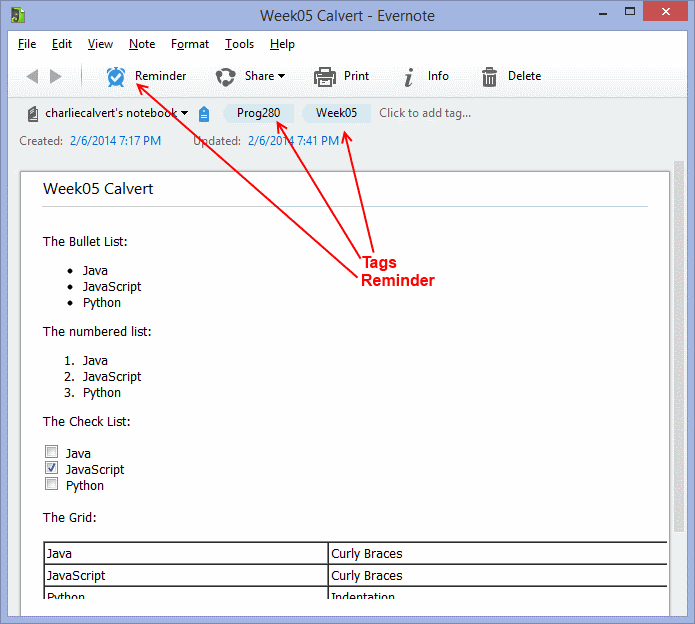 Week05 Calvert - Evernote
File Edit View Note Format Tools Help
Reminder Share Print Info Delete
charliecalvert's notebook Prog280 Week05 Click to add tag...
Created: 2/6/2014 7:17 PM Updated: 2/6/2014 7:41 PM
Week05 Calvert
The Bullet List:
• Java
• JavaScript
• Python
Tags
Reminder
The numbered list:
1. Java
2. JavaScript
3. Python
The Check List:
Java
JavaScript
Python
The Grid:
Java Curly Braces
JavaScript Curly Braces
Python Indentation